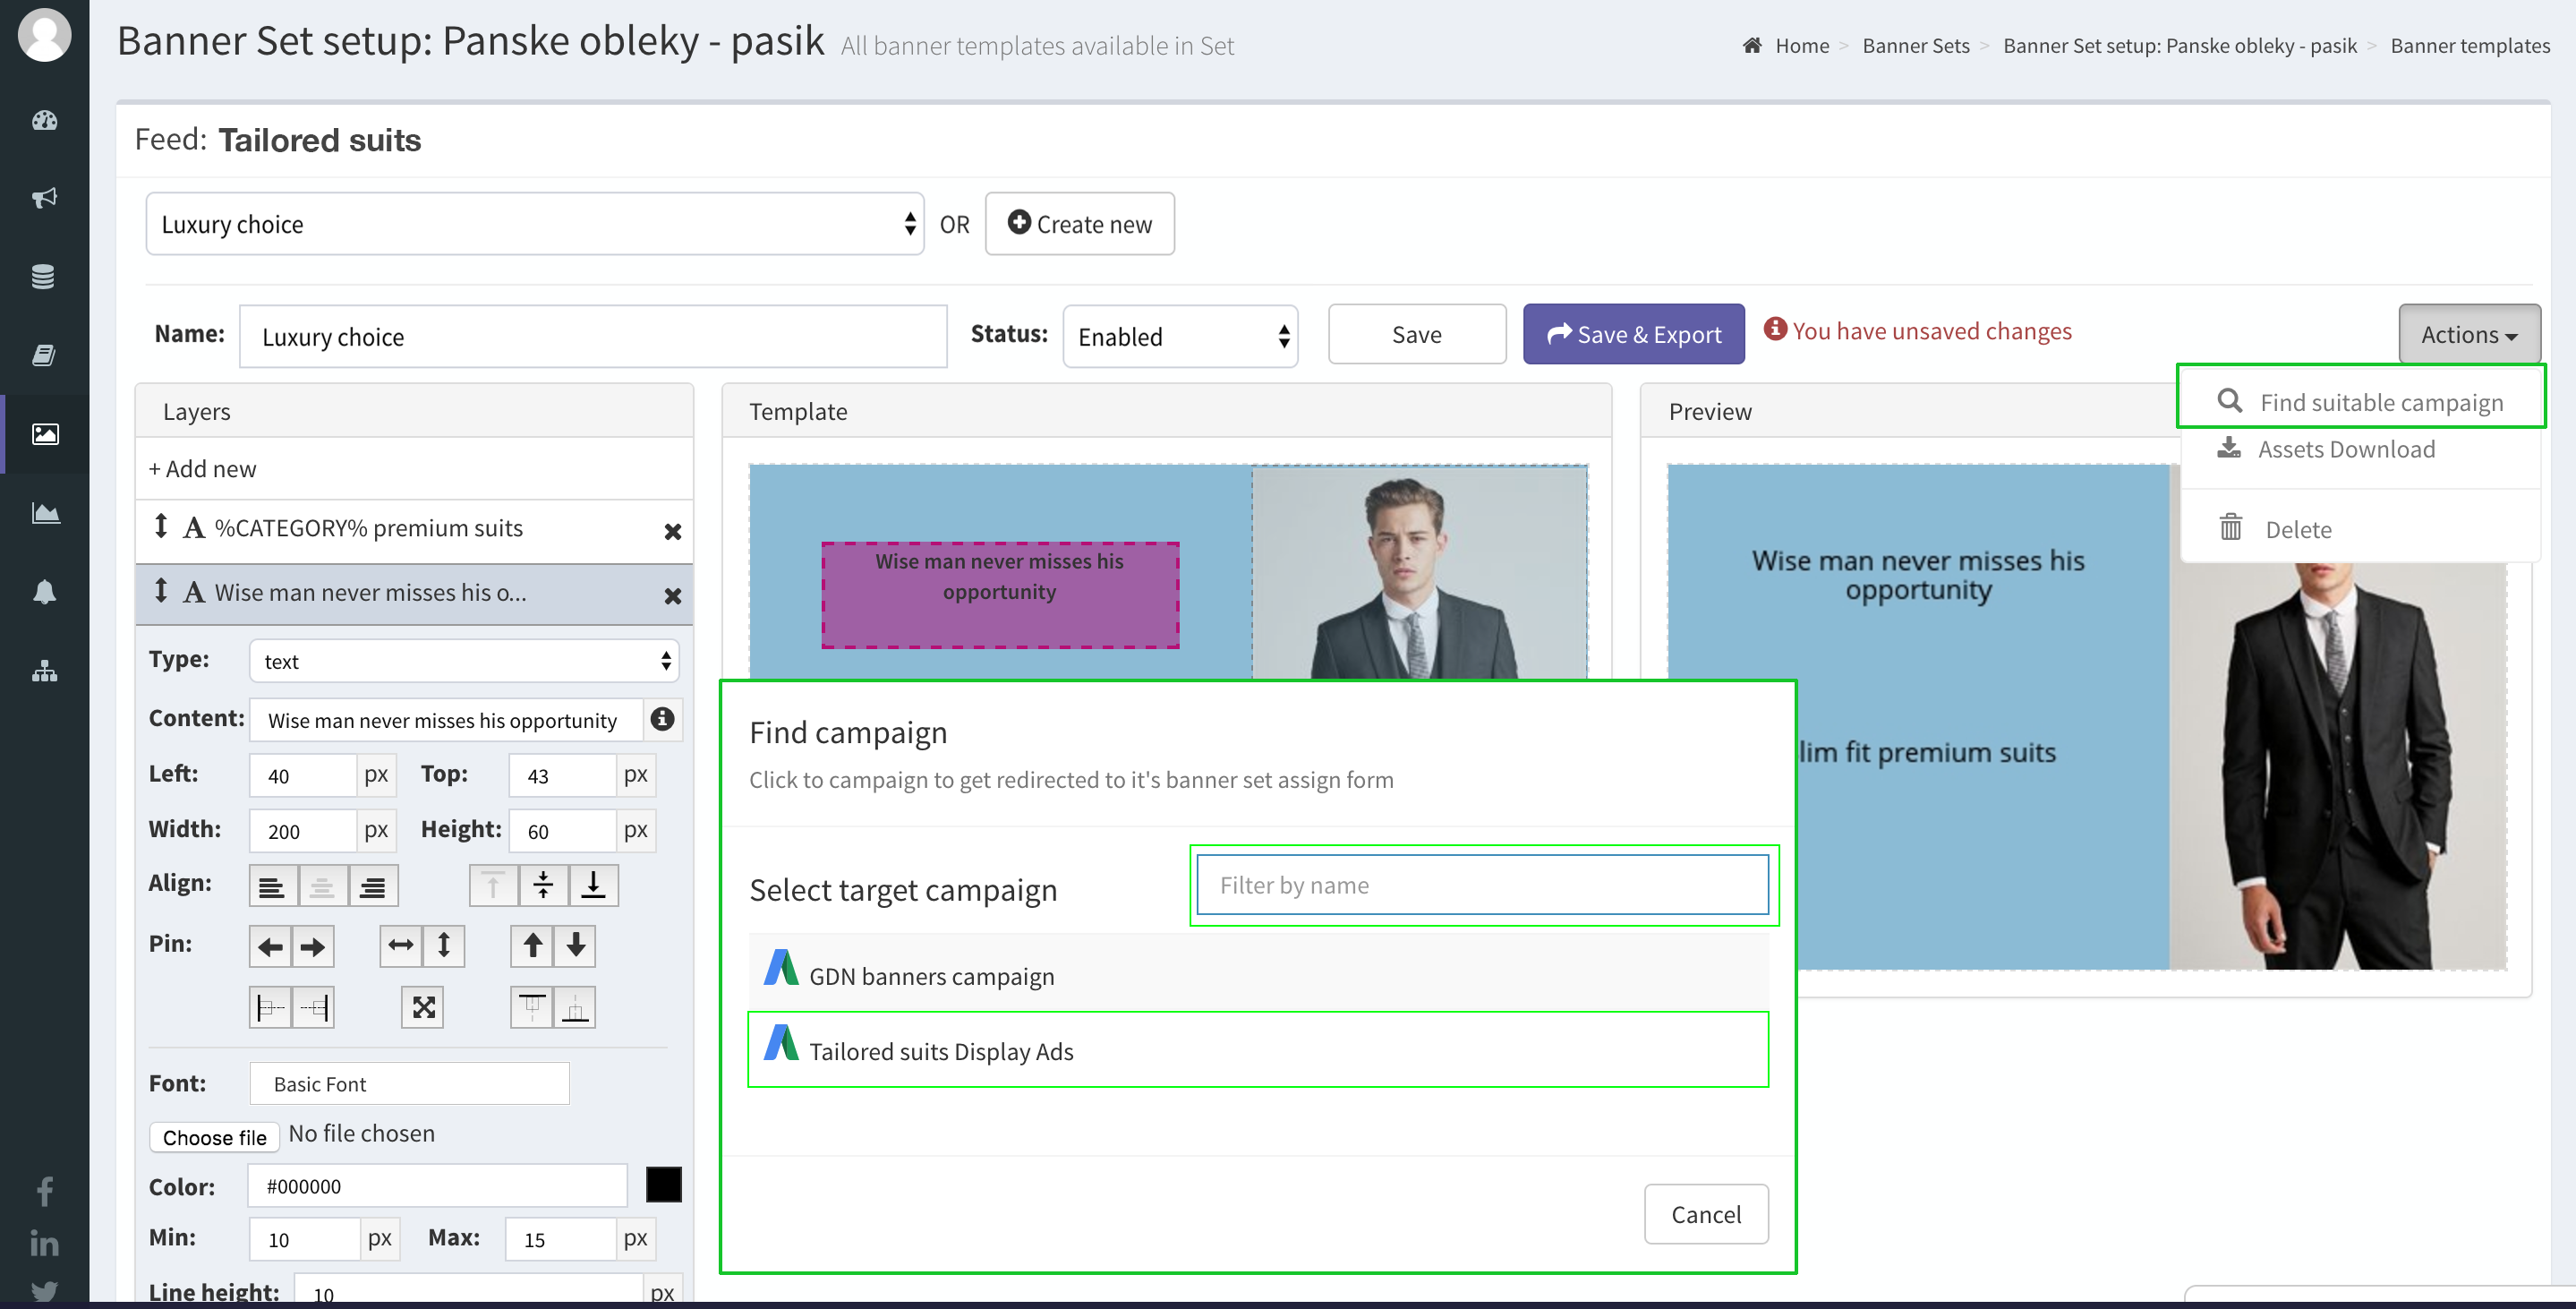 Banner Set setup: Panske obleky - pasik All banner templates available in Set
Home > Banner Sets > Banner Set setup: Panske obleky - pasik > Banner templates
Feed: Tailored suits
Luxury choice OR Create new
Name: Luxury choice Status: Enabled Save Save & Export You have unsaved changes Actions
Find suitable campaign
Assets Download
Delete
Layers
+ Add new
A %CATEGORY% premium suits
A Wise man never misses his o...
Type: text
Content: Wise man never misses his opportunity
Left: 40 px Top: 43 px
Width: 200 px Height: 60 px
Align:
Pin:
Font: Basic Font
Choose file No file chosen
Color: #000000
Min: 10 px Max: 15 px
Line height: 10 px
Template
Wise man never misses his
opportunity
Preview
Wise man never misses his
opportunity
lim fit premium suits
Find campaign
Click to campaign to get redirected to it's banner set assign form
Select target campaign Filter by name
GDN banners campaign
Tailored suits Display Ads
Cancel